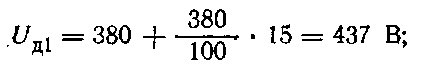 U_д1 = 380 + 380/100 · 15 = 437 В;